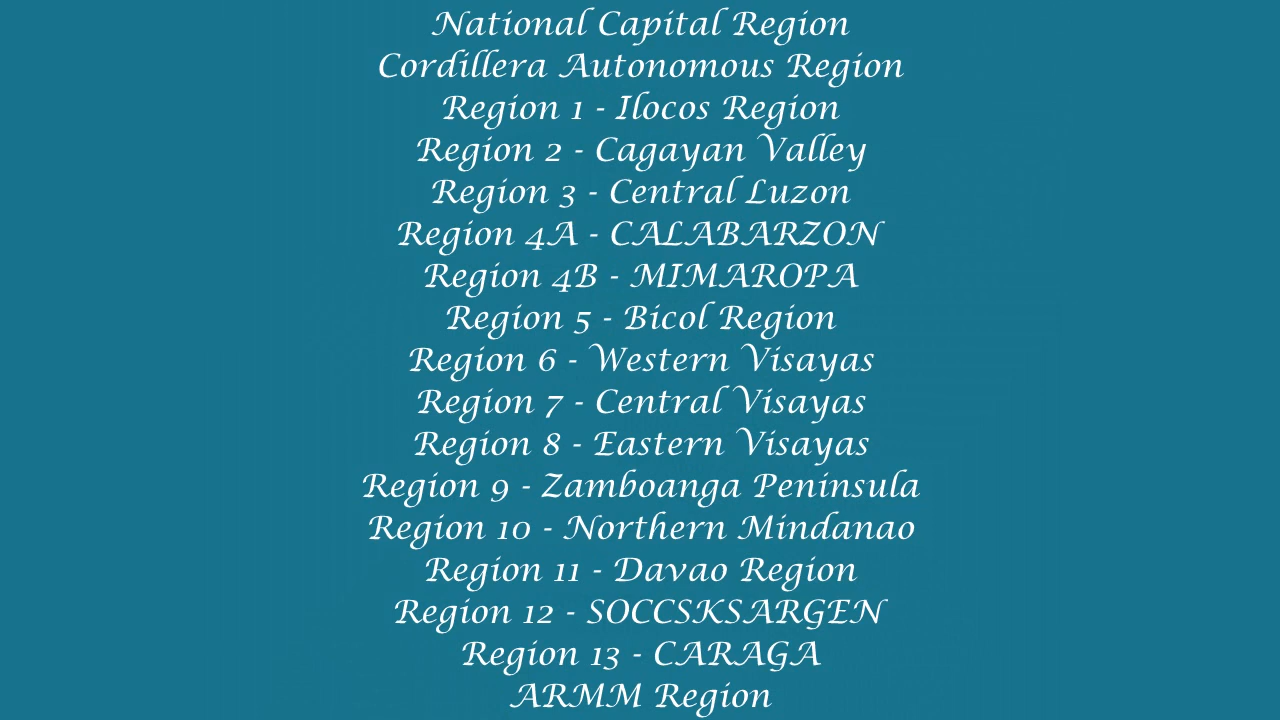 National Capital Region
Cordillera Autonomous Region
Region 1 - Ilocos Region
Region 2 - Cagayan Valley
Region 3 - Central Luzon
Region 4A - CALABARZON
Region 4B - MIMAROPA
Region 5 - Bicol Region
Region 6 - Western Visayas
Region 7 - Central Visayas
Region 8 - Eastern Visayas
Region 9 - Zamboanga Peninsula
Region 10 - Northern Mindanao
Region 11 - Davao Region
Region 12 - SOCCSKSARGEN
Region 13 - CARAGA
ARMM Region